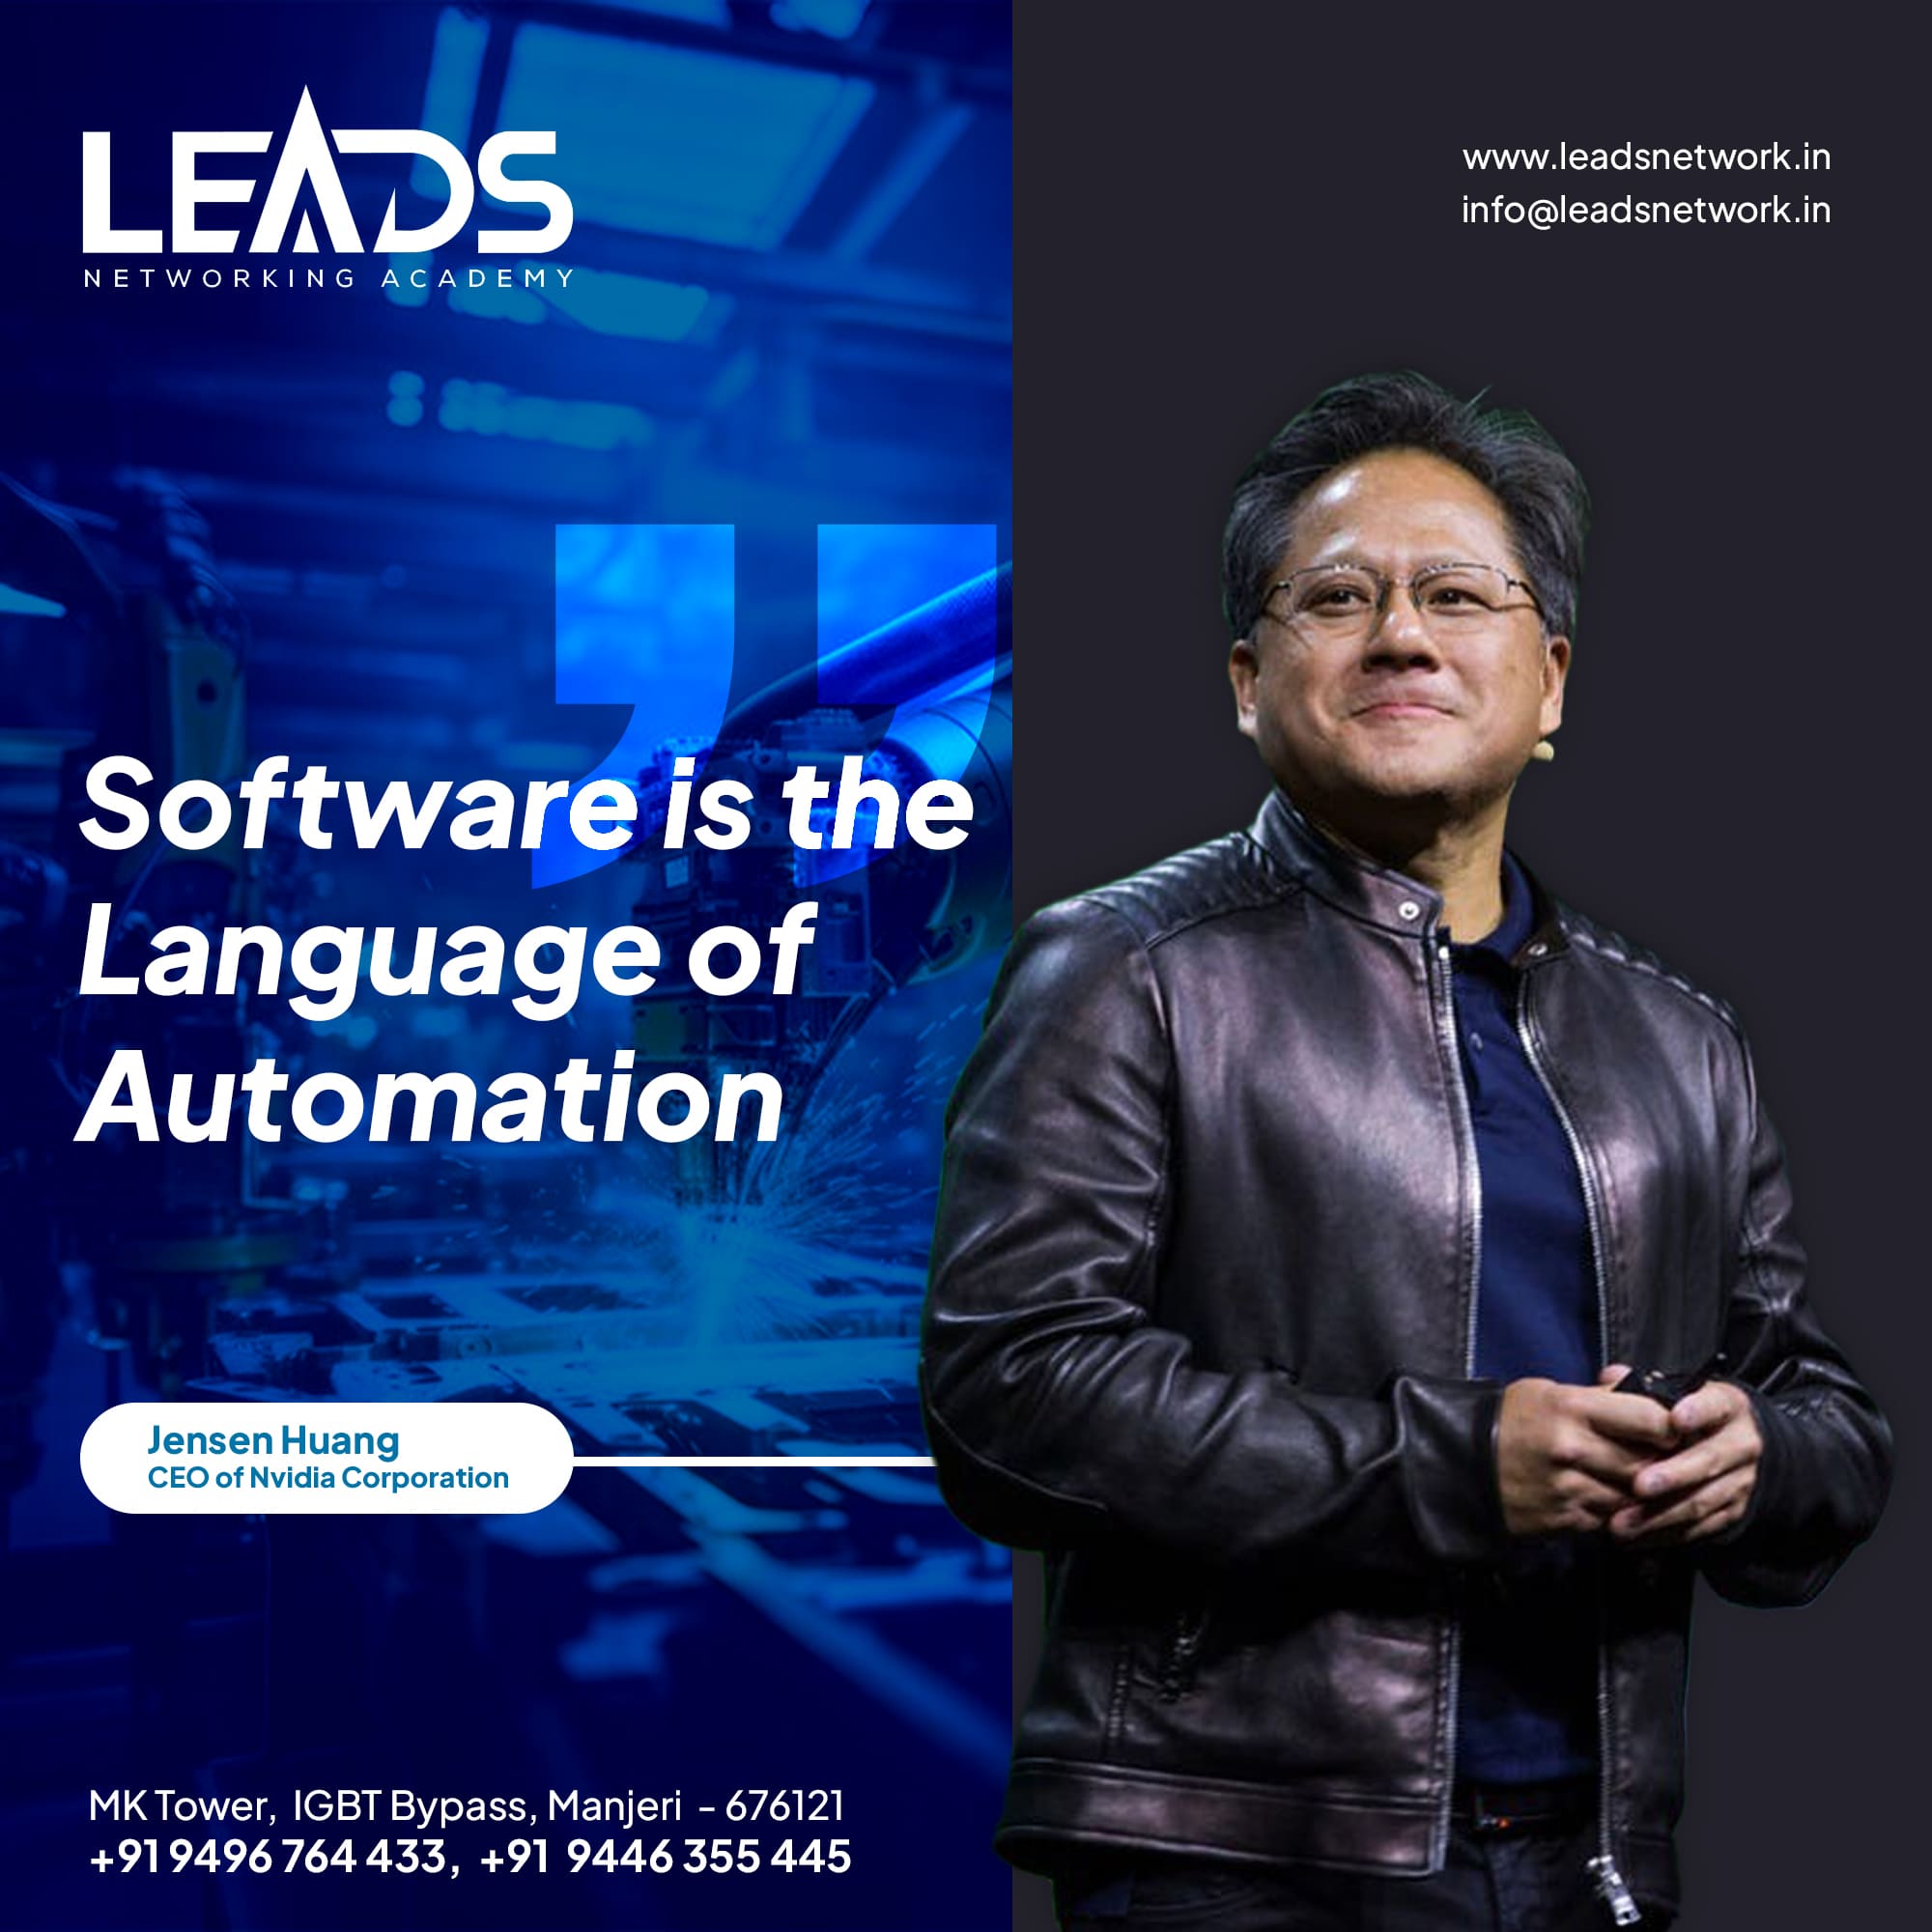 LEADS
NETWORKING ACADEMY
www.leadsnetwork.in
info@leadsnetwork.in
Software is the
Language of
Automation
Jensen Huang
CEO of Nvidia Corporation
MK Tower, IGBT Bypass, Manjeri - 676121
+91 9496 764 433, +91 9446 355 445